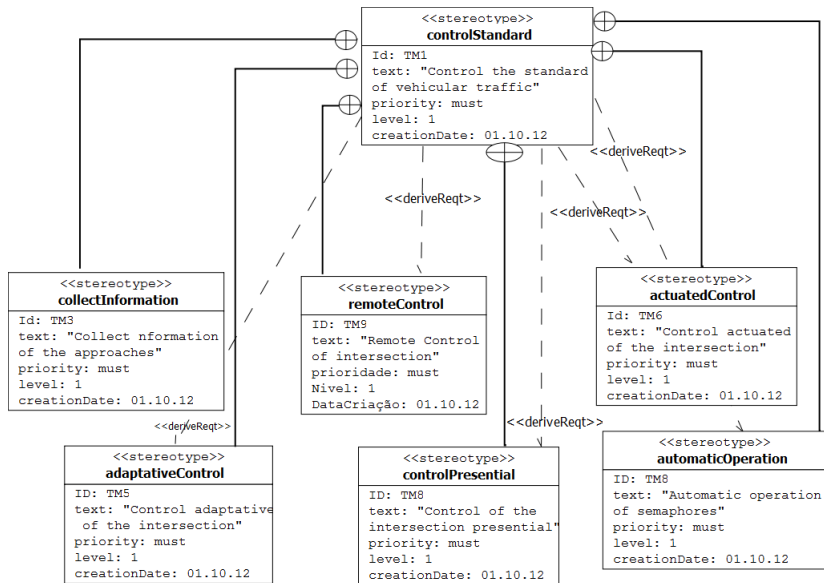 <<stereotype>>
controlStandard
Id: TM1
text: "Control the standard
of vehicular traffic"
priority: must
level: 1
creationDate: 01.10.12
<<deriveReqt>>
<<deriveReqt>>
<<deriveReqt>>
<<stereotype>>
collectInformation
Id: TM3
text: "Collect nformation
of the approaches"
priority: must
level: 1
creationDate: 01.10.12
<<stereotype>>
remoteControl
ID: TM9
text: "Remote Control
of intersection"
prioridade: must
Nivel: 1
DataCriação: 01.10.12
<<stereotype>>
actuatedControl
Id: TM6
text: "Control actuated
of the intersection"
priority: must
level: 1
creationDate: 01.10.12
<<deriveReqt>>
<<deriveReqt>>
<<stereotype>>
adaptativeControl
ID: TM5
text: "Control adaptative
of the intersection"
priority: must
level: 1
creationDate: 01.10.12
<<stereotype>>
controlPresential
ID: TM8
text: "Control of the
intersection presential"
priority: must
level: 1
creationDate: 01.10.12
<<stereotype>>
automaticOperation
ID: TM8
text: "Automatic operation
of semaphores"
priority: must
level: 1
creationDate: 01.10.12